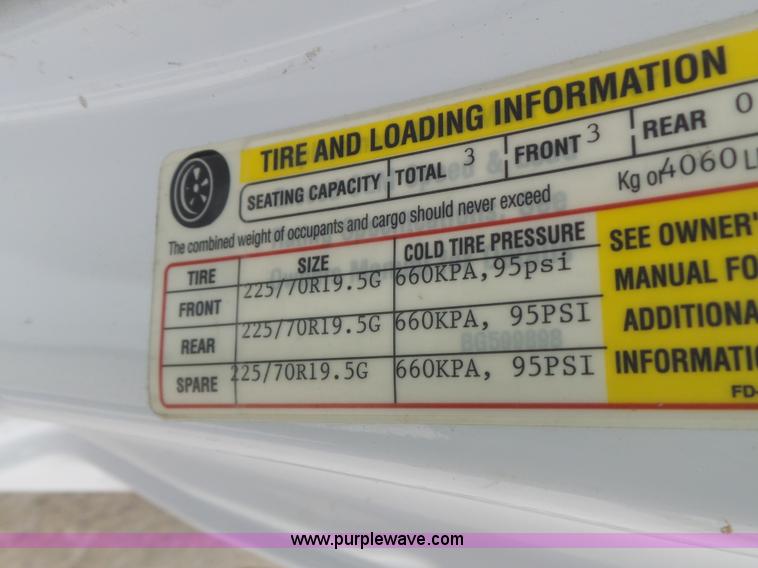 TIRE AND LOADING INFORMATION
SEATING CAPACITY TOTAL 3 FRONT 3 REAR 0
The combined weight of occupants and cargo should never exceed Kg or 4060 L
TIRE SIZE COLD TIRE PRESSURE
FRONT 225/70R19.5G 660KPA,95psi
REAR 225/70R19.5G 660KPA, 95PSI
SPARE 225/70R19.5G 660KPA, 95PSI
SEE OWNER'
MANUAL FO
ADDITIONA
INFORMATI
FD-
www.purplewave.com